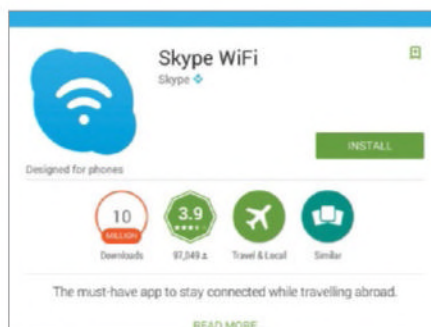 Skype WiFi
Skype
INSTALL
Designed for phones
10
MILLION
3.9
Downloads
97,049
Travel & Local
Similar
The must-have app to stay connected while travelling abroad.
READ MORE